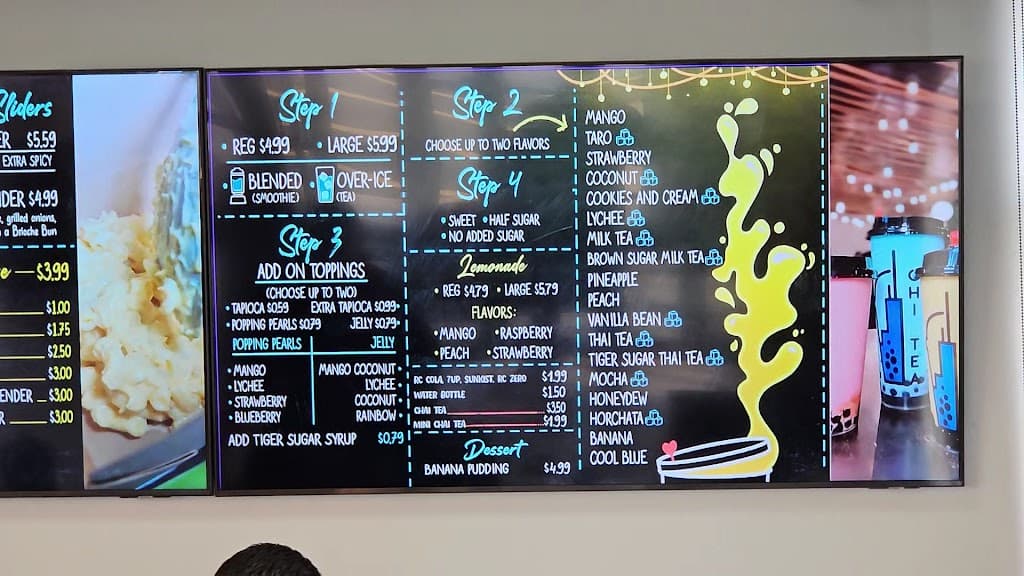 Sliders
$5.59
EXTRA SPICY
$4.99
, grilled onions,
n a Brioche Bun
$3.99
$1.00
$1.75
$2.50
$3.00
ENDER $3.00
$3.00
Step 1
• REG $4.99 • LARGE $5.99
• BLENDED
(SMOOTHIE)
• OVER-ICE
(TEA)
Step 3
ADD ON TOPPINGS
(CHOOSE UP TO TWO)
• TAPIOCA $0.59 EXTRA TAPIOCA $0.99 •
• POPPING PEARLS $0.79 JELLY $0.79 •
POPPING PEARLS JELLY
• MANGO MANGO COCONUT •
• LYCHEE LYCHEE •
• STRAWBERRY COCONUT •
• BLUEBERRY RAINBOW •
ADD TIGER SUGAR SYRUP $0.79
Step 2
CHOOSE UP TO TWO FLAVORS
Step 4
• SWEET • HALF SUGAR
• NO ADDED SUGAR
Lemonade
• REG $4.79 • LARGE $5.79
FLAVORS:
• MANGO • RASPBERRY
• PEACH • STRAWBERRY
RC COLA, 7UP, SUNKIST, RC ZERO $1.99
WATER BOTTLE $1.50
CHAI TEA $3.50
MINI CHAI TEA $1.99
Dessert
BANANA PUDDING $4.99
MANGO
TARO
STRAWBERRY
COCONUT
COOKIES AND CREAM
LYCHEE
MILK TEA
BROWN SUGAR MILK TEA
PINEAPPLE
PEACH
VANILLA BEAN
THAI TEA
TIGER SUGAR THAI TEA
MOCHA
HONEYDEW
HORCHATA
BANANA
COOL BLUE